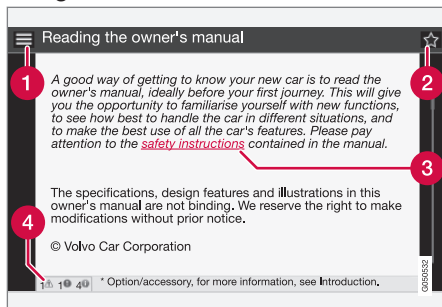 Reading the owner's manual
1
2
A good way of getting to know your new car is to read the
owner's manual, ideally before your first journey. This will give
you the opportunity to familiarise yourself with new functions,
to see how best to handle the car in different situations, and
to make the best use of all the car's features. Please pay
attention to the safety instructions contained in the manual.
3
The specifications, design features and illustrations in this
owner's manual are not binding. We reserve the right to make
modifications without prior notice.
4
© Volvo Car Corporation
1 1 4 * Option/accessory, for more information, see Introduction.
G050532